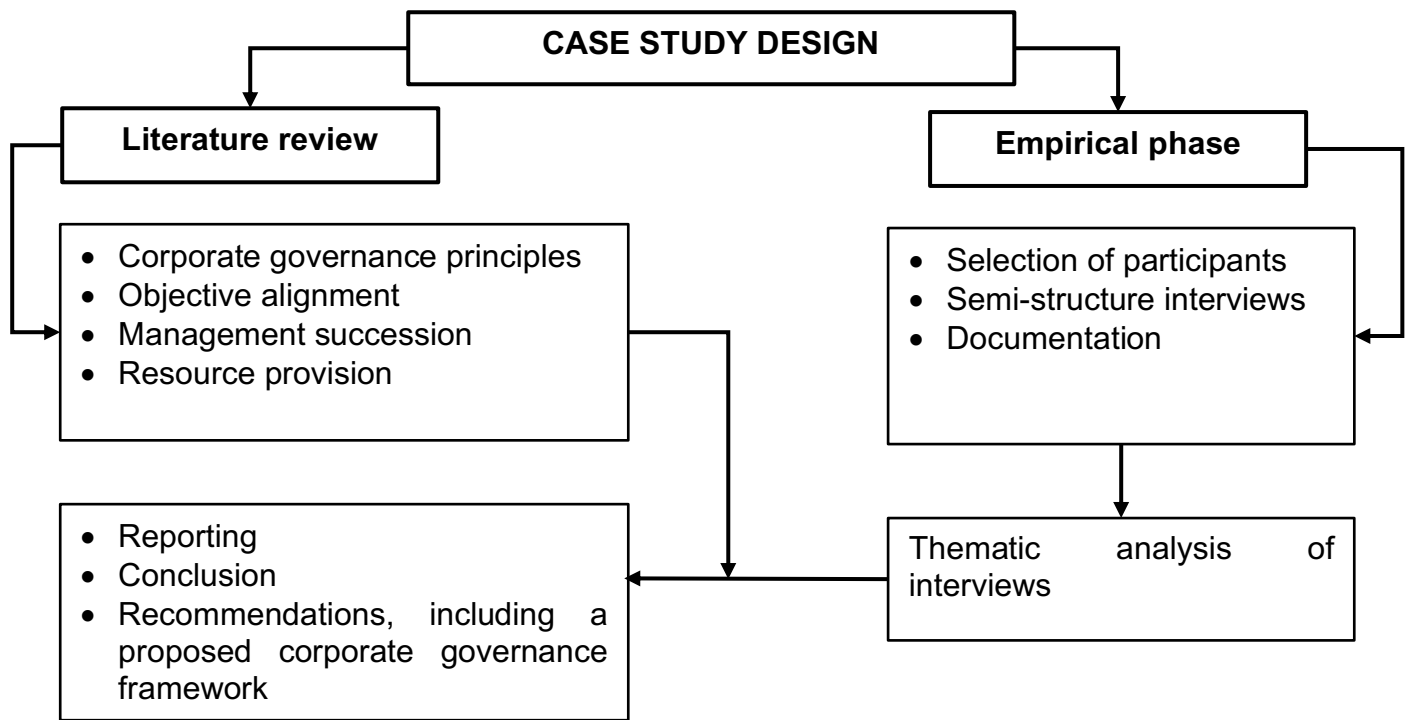 CASE STUDY DESIGN
Literature review
Empirical phase
• Corporate governance principles
• Objective alignment
• Management succession
• Resource provision
• Selection of participants
• Semi-structure interviews
• Documentation
Thematic analysis of
interviews
• Reporting
• Conclusion
• Recommendations, including a
proposed corporate governance
framework